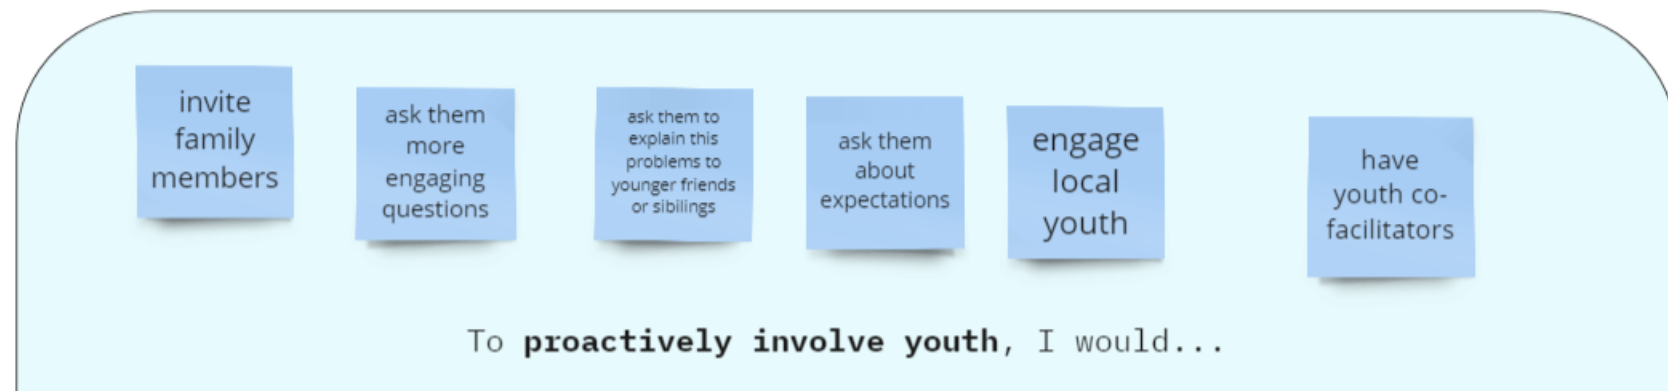 invite
family
members
ask them
more
engaging
questions
ask them to
explain this
problems to
younger friends
or sibilings
ask them
about
expectations
engage
local
youth
have
youth co-
facilitators
To proactively involve youth, I would...